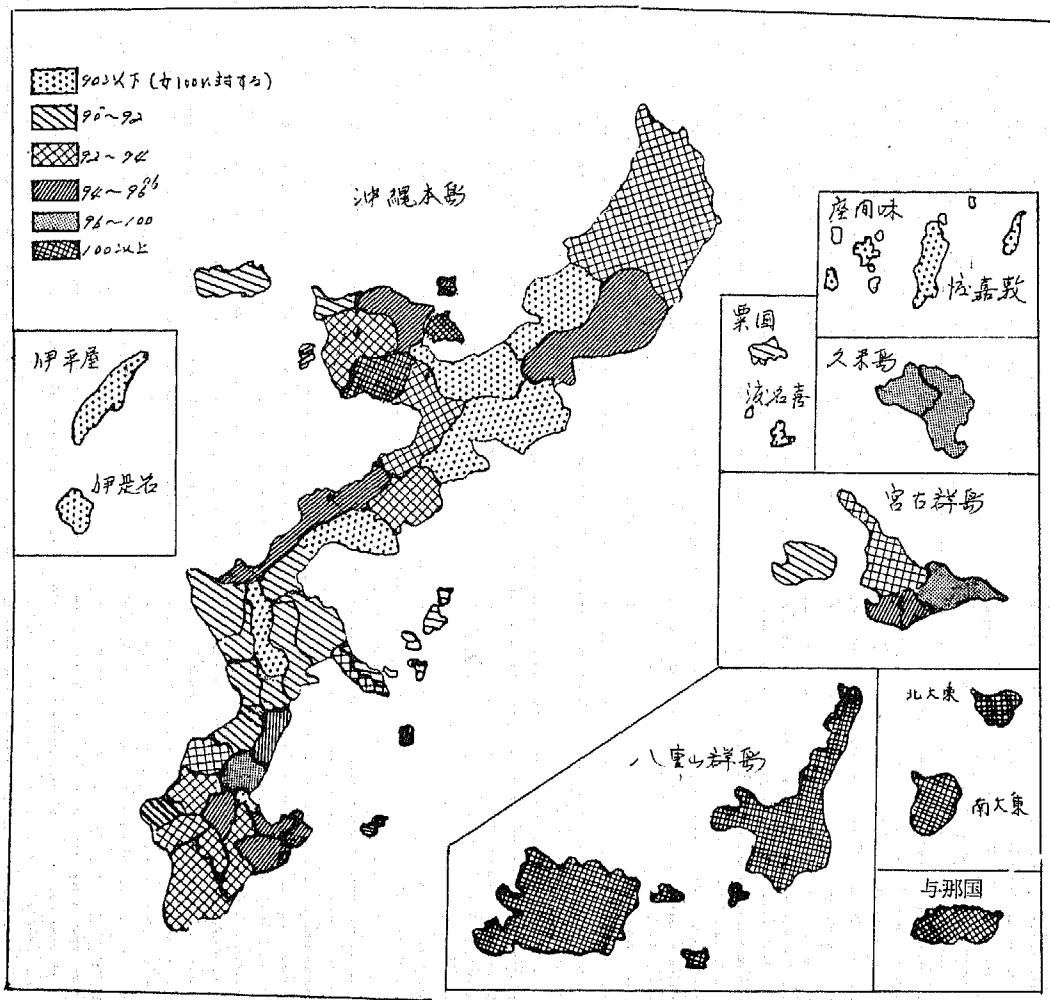 90以下(女100に対する)
90~92
92~94
94~96
96~100
100以上
沖縄本島
座間味
渡嘉敷
粟国
渡名喜
久米島
伊平屋
伊是名
宮古群島
八重山群島
北大東
南大東
与那国